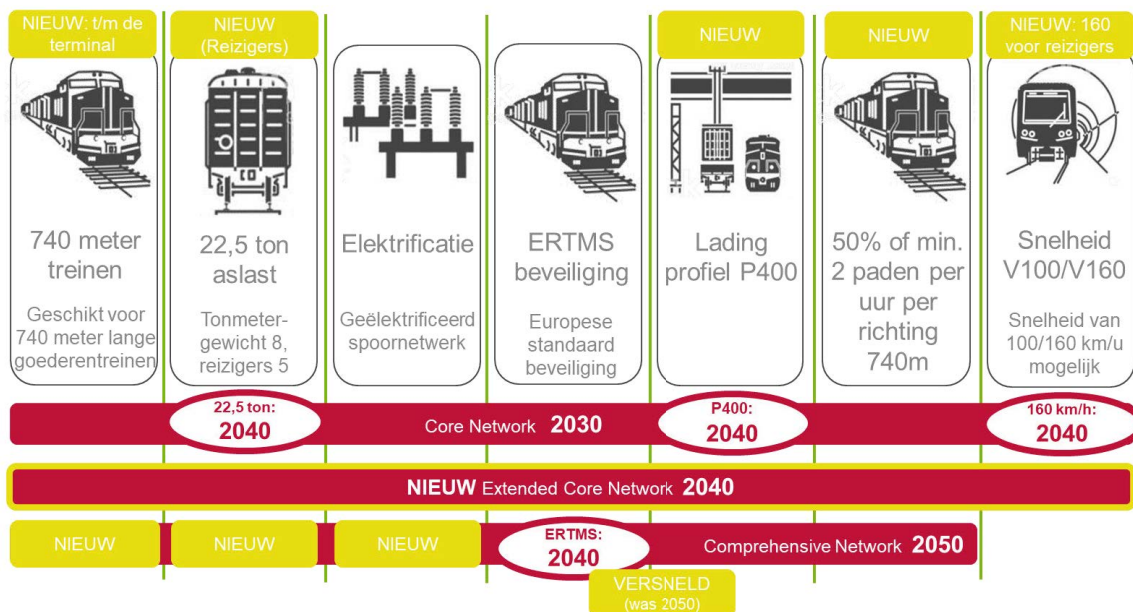 NIEUW: t/m de
terminal
NIEUW
(Reizigers)
NIEUW
NIEUW
NIEUW: 160
voor reizigers
740 meter
treinen
Geschikt voor
740 meter lange
goederentreinen
22,5 ton
aslast
Tonmeter-
gewicht 8,
reizigers 5
Elektrificatie
Geëlektrificeerd
spoornetwerk
ERTMS
beveiliging
Europese
standaard
beveiliging
Lading
profiel P400
50% of min.
2 paden per
uur per
richting
740m
Snelheid
V100/V160
Snelheid van
100/160 km/u
mogelijk
22,5 ton:
2040
Core Network 2030
P400:
2040
160 km/h:
2040
NIEUW Extended Core Network 2040
NIEUW
NIEUW
NIEUW
ERTMS:
2040
Comprehensive Network 2050
VERSNELD
(was 2050)